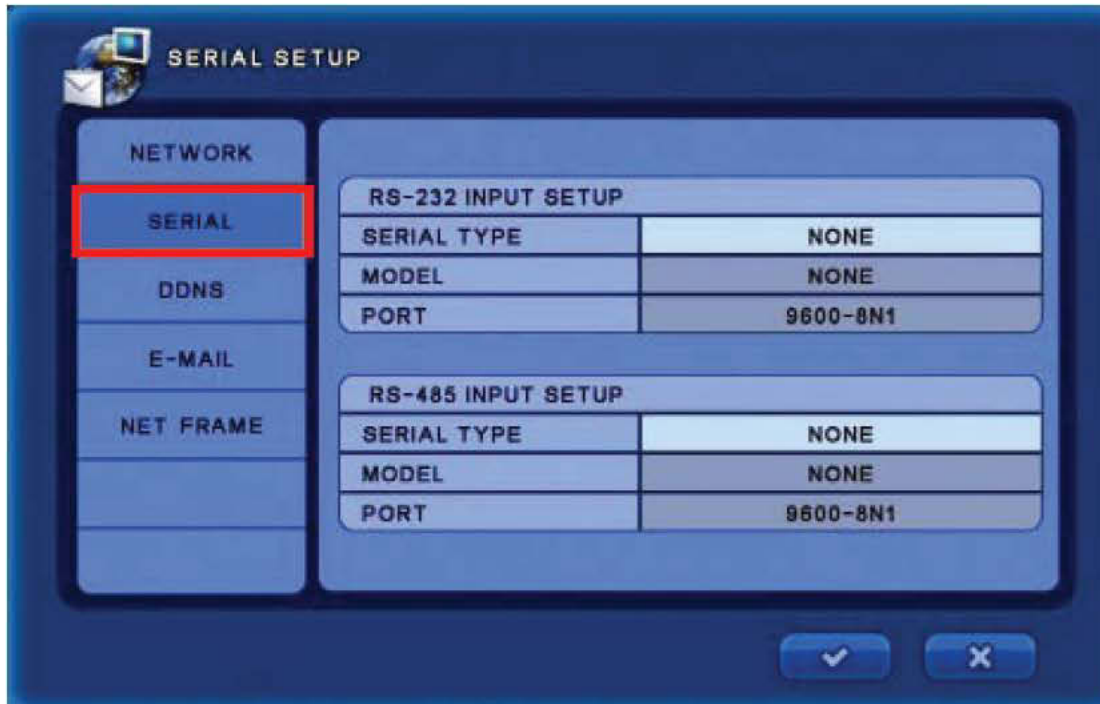 SERIAL SETUP
NETWORK
SERIAL
DDNS
E-MAIL
NET FRAME
RS-232 INPUT SETUP
SERIAL TYPE NONE
MODEL NONE
PORT 9600-8N1
RS-485 INPUT SETUP
SERIAL TYPE NONE
MODEL NONE
PORT 9600-8N1